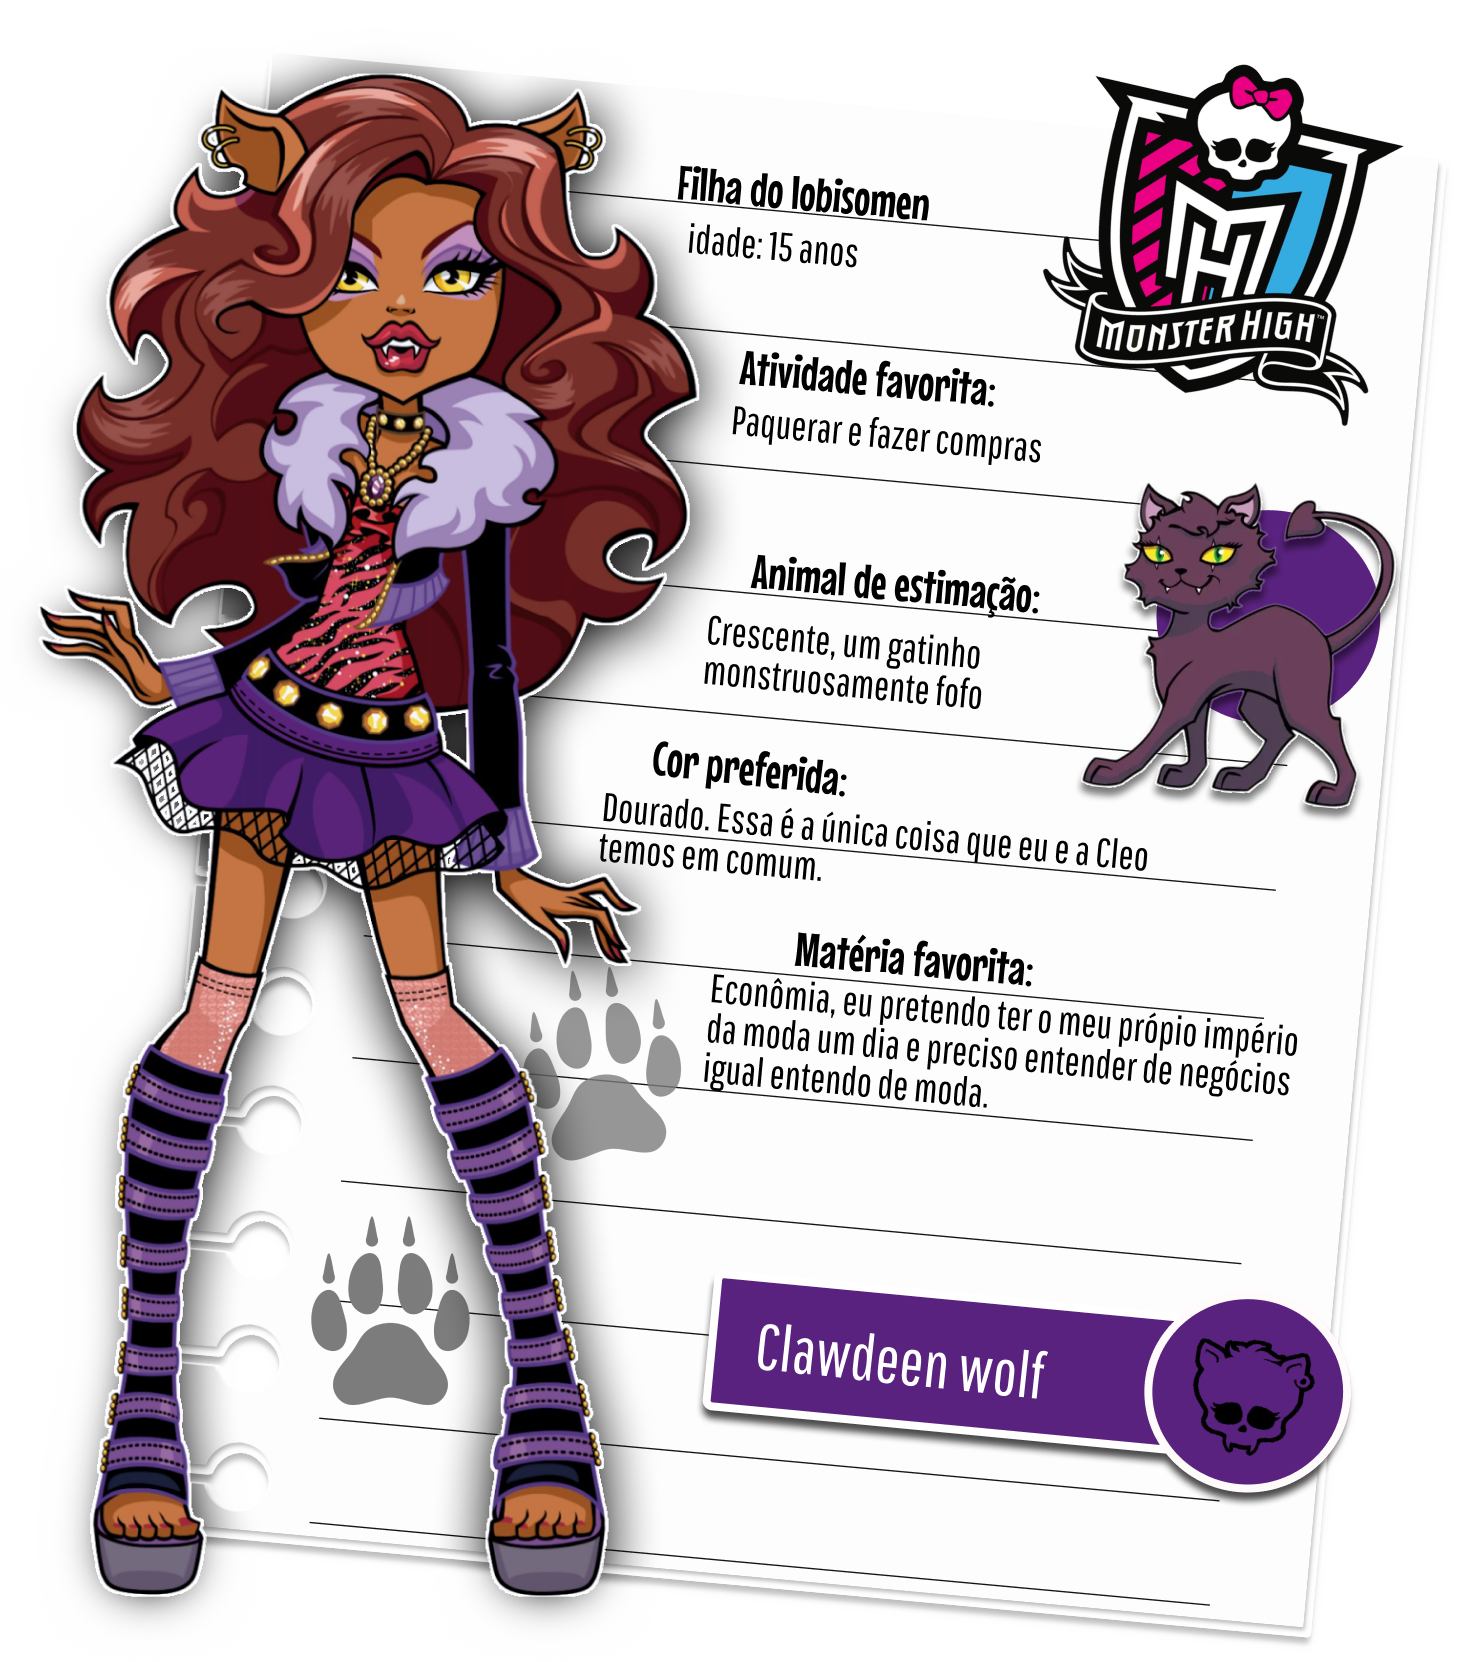 Filha do lobisomen
idade: 15 anos
MONSTER HIGH™
Atividade favorita:
Paquerar e fazer compras
Animal de estimação:
Crescente, um gatinho
monstruosamente fofo
Cor preferida:
Dourado. Essa é a única coisa que eu e a Cleo
temos em comum.
Matéria favorita:
Econômia, eu pretendo ter o meu própio império
da moda um dia e preciso entender de negócios
igual entendo de moda.
Clawdeen wolf